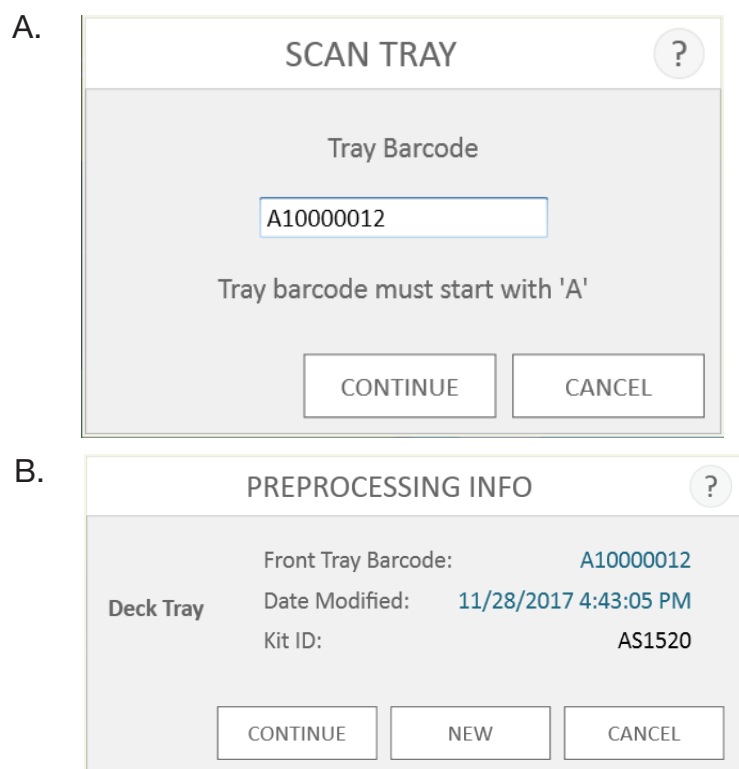 A.
SCAN TRAY ?
Tray Barcode
A10000012
Tray barcode must start with 'A'
CONTINUE CANCEL
B.
PREPROCESSING INFO ?
Front Tray Barcode: A10000012
Deck Tray Date Modified: 11/28/2017 4:43:05 PM
Kit ID: AS1520
CONTINUE NEW CANCEL